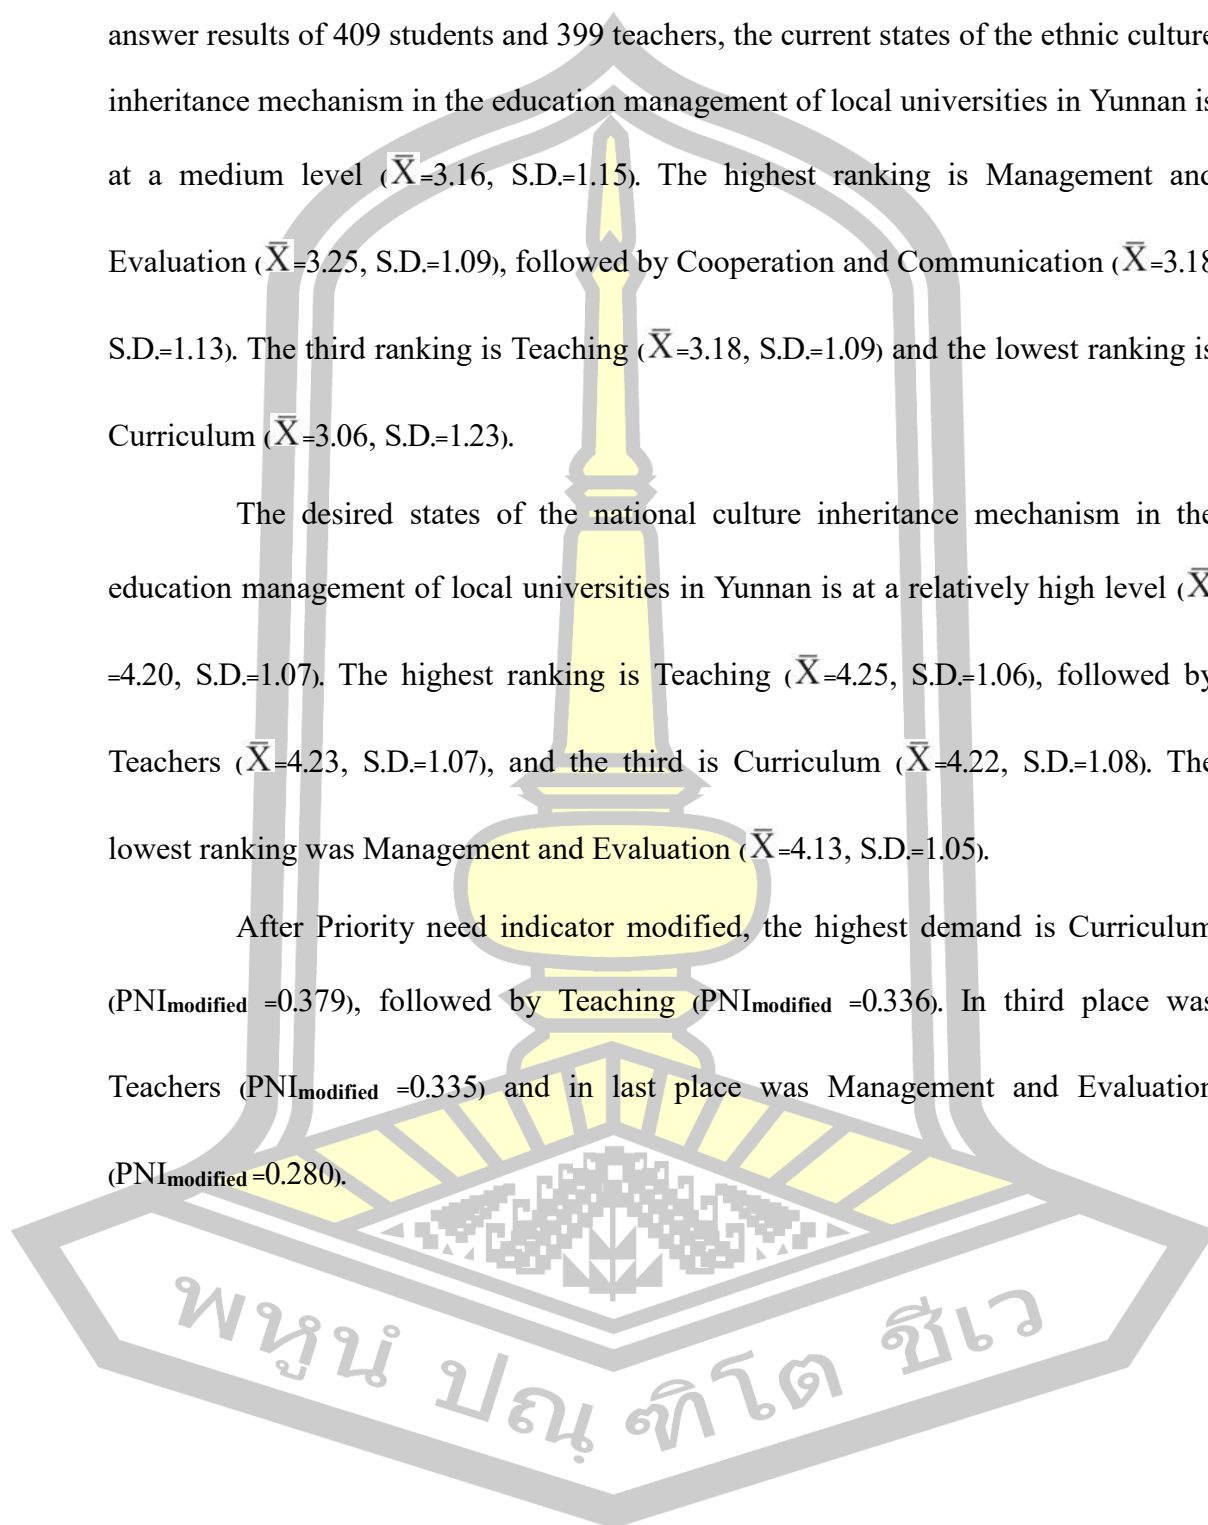 answer results of 409 students and 399 teachers, the current states of the ethnic culture
inheritance mechanism in the education management of local universities in Yunnan is
at a medium level (X̄=3.16, S.D.=1.15). The highest ranking is Management and
Evaluation (X̄=3.25, S.D.=1.09), followed by Cooperation and Communication (X̄=3.18
S.D.=1.13). The third ranking is Teaching (X̄=3.18, S.D.=1.09) and the lowest ranking is
Curriculum (X̄=3.06, S.D.=1.23).
The desired states of the national culture inheritance mechanism in the
education management of local universities in Yunnan is at a relatively high level (X̄
=4.20, S.D.=1.07). The highest ranking is Teaching (X̄=4.25, S.D.=1.06), followed by
Teachers (X̄=4.23, S.D.=1.07), and the third is Curriculum (X̄=4.22, S.D.=1.08). The
lowest ranking was Management and Evaluation (X̄=4.13, S.D.=1.05).
After Priority need indicator modified, the highest demand is Curriculum
(PNImodified =0.379), followed by Teaching (PNImodified =0.336). In third place was
Teachers (PNImodified =0.335) and in last place was Management and Evaluation
(PNImodified =0.280).
พหูนํ ปณฺฑิโต ชีเว